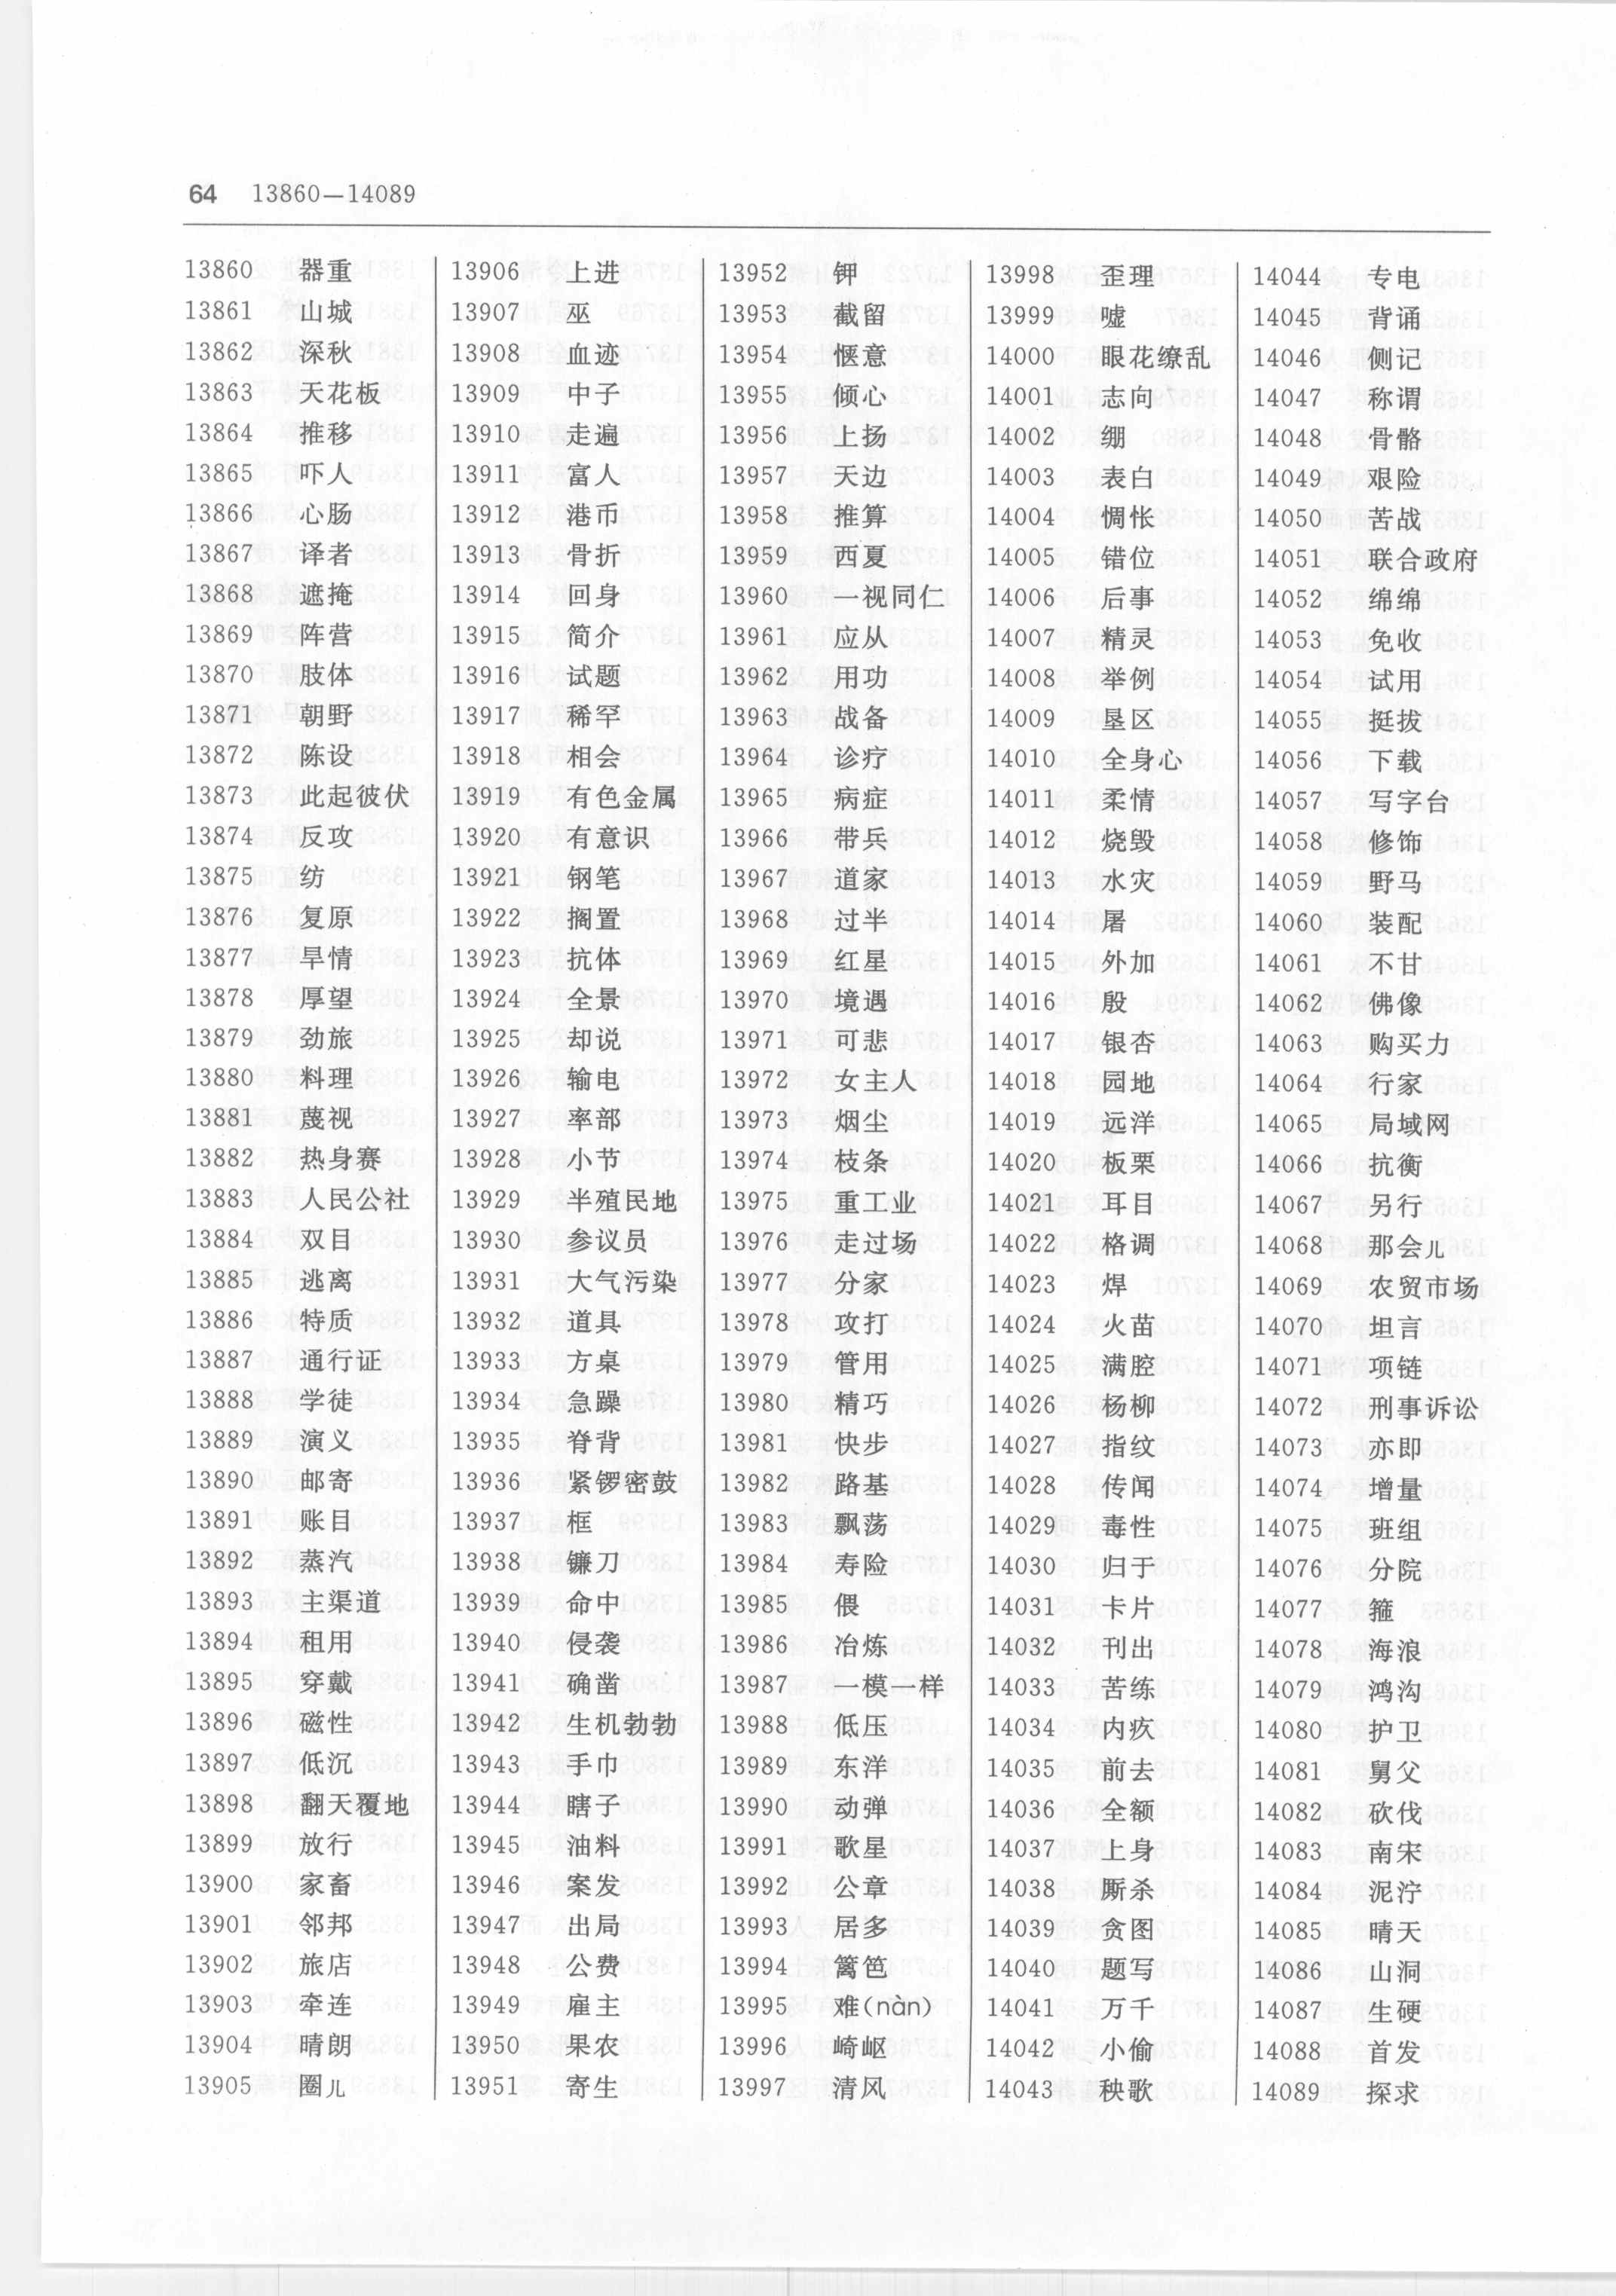 64 13860—14089
13860 器重
13861 山城
13862 深秋
13863 天花板
13864 推移
13865 吓人
13866 心肠
13867 译者
13868 遮掩
13869 阵营
13870 肢体
13871 朝野
13872 陈设
13873 此起彼伏
13874 反攻
13875 纺
13876 复原
13877 旱情
13878 厚望
13879 劲旅
13880 料理
13881 蔑视
13882 热身赛
13883 人民公社
13884 双目
13885 逃离
13886 特质
13887 通行证
13888 学徒
13889 演义
13890 邮寄
13891 账目
13892 蒸汽
13893 主渠道
13894 租用
13895 穿戴
13896 磁性
13897 低沉
13898 翻天覆地
13899 放行
13900 家畜
13901 邻邦
13902 旅店
13903 牵连
13904 晴朗
13905 圈儿
13906 上进
13907 巫
13908 血迹
13909 中子
13910 走遍
13911 富人
13912 港币
13913 骨折
13914 回身
13915 简介
13916 试题
13917 稀罕
13918 相会
13919 有色金属
13920 有意识
13921 钢笔
13922 搁置
13923 抗体
13924 全景
13925 却说
13926 输电
13927 率部
13928 小节
13929 半殖民地
13930 参议员
13931 大气污染
13932 道具
13933 方桌
13934 急躁
13935 脊背
13936 紧锣密鼓
13937 框
13938 镰刀
13939 命中
13940 侵袭
13941 确凿
13942 生机勃勃
13943 手巾
13944 瞎子
13945 油料
13946 案发
13947 出局
13948 公费
13949 雇主
13950 果农
13951 寄生
13952 钾
13953 截留
13954 惬意
13955 倾心
13956 上扬
13957 天边
13958 推算
13959 西夏
13960 一视同仁
13961 应从
13962 用功
13963 战备
13964 诊疗
13965 病症
13966 带兵
13967 道家
13968 过半
13969 红星
13970 境遇
13971 可悲
13972 女主人
13973 烟尘
13974 枝条
13975 重工业
13976 走过场
13977 分家
13978 攻打
13979 管用
13980 精巧
13981 快步
13982 路基
13983 飘荡
13984 寿险
13985 偎
13986 冶炼
13987 一模一样
13988 低压
13989 东洋
13990 动弹
13991 歌星
13992 公章
13993 居多
13994 篱笆
13995 难(nàn)
13996 崎岖
13997 清风
13998 歪理
13999 嘘
14000 眼花缭乱
14001 志向
14002 绷
14003 表白
14004 惆怅
14005 错位
14006 后事
14007 精灵
14008 举例
14009 垦区
14010 全身心
14011 柔情
14012 烧毁
14013 水灾
14014 屠
14015 外加
14016 殷
14017 银杏
14018 园地
14019 远洋
14020 板栗
14021 耳目
14022 格调
14023 焊
14024 火苗
14025 满腔
14026 杨柳
14027 指纹
14028 传闻
14029 毒性
14030 归于
14031 卡片
14032 刊出
14033 苦练
14034 内疚
14035 前去
14036 全额
14037 上身
14038 厮杀
14039 贪图
14040 题写
14041 万千
14042 小偷
14043 秧歌
14044 专电
14045 背诵
14046 侧记
14047 称谓
14048 骨骼
14049 艰险
14050 苦战
14051 联合政府
14052 绵绵
14053 免收
14054 试用
14055 挺拔
14056 下载
14057 写字台
14058 修饰
14059 野马
14060 装配
14061 不甘
14062 佛像
14063 购买力
14064 行家
14065 局域网
14066 抗衡
14067 另行
14068 那会儿
14069 农贸市场
14070 坦言
14071 项链
14072 刑事诉讼
14073 亦即
14074 增量
14075 班组
14076 分院
14077 箍
14078 海浪
14079 鸿沟
14080 护卫
14081 舅父
14082 砍伐
14083 南宋
14084 泥泞
14085 晴天
14086 山洞
14087 生硬
14088 首发
14089 探求